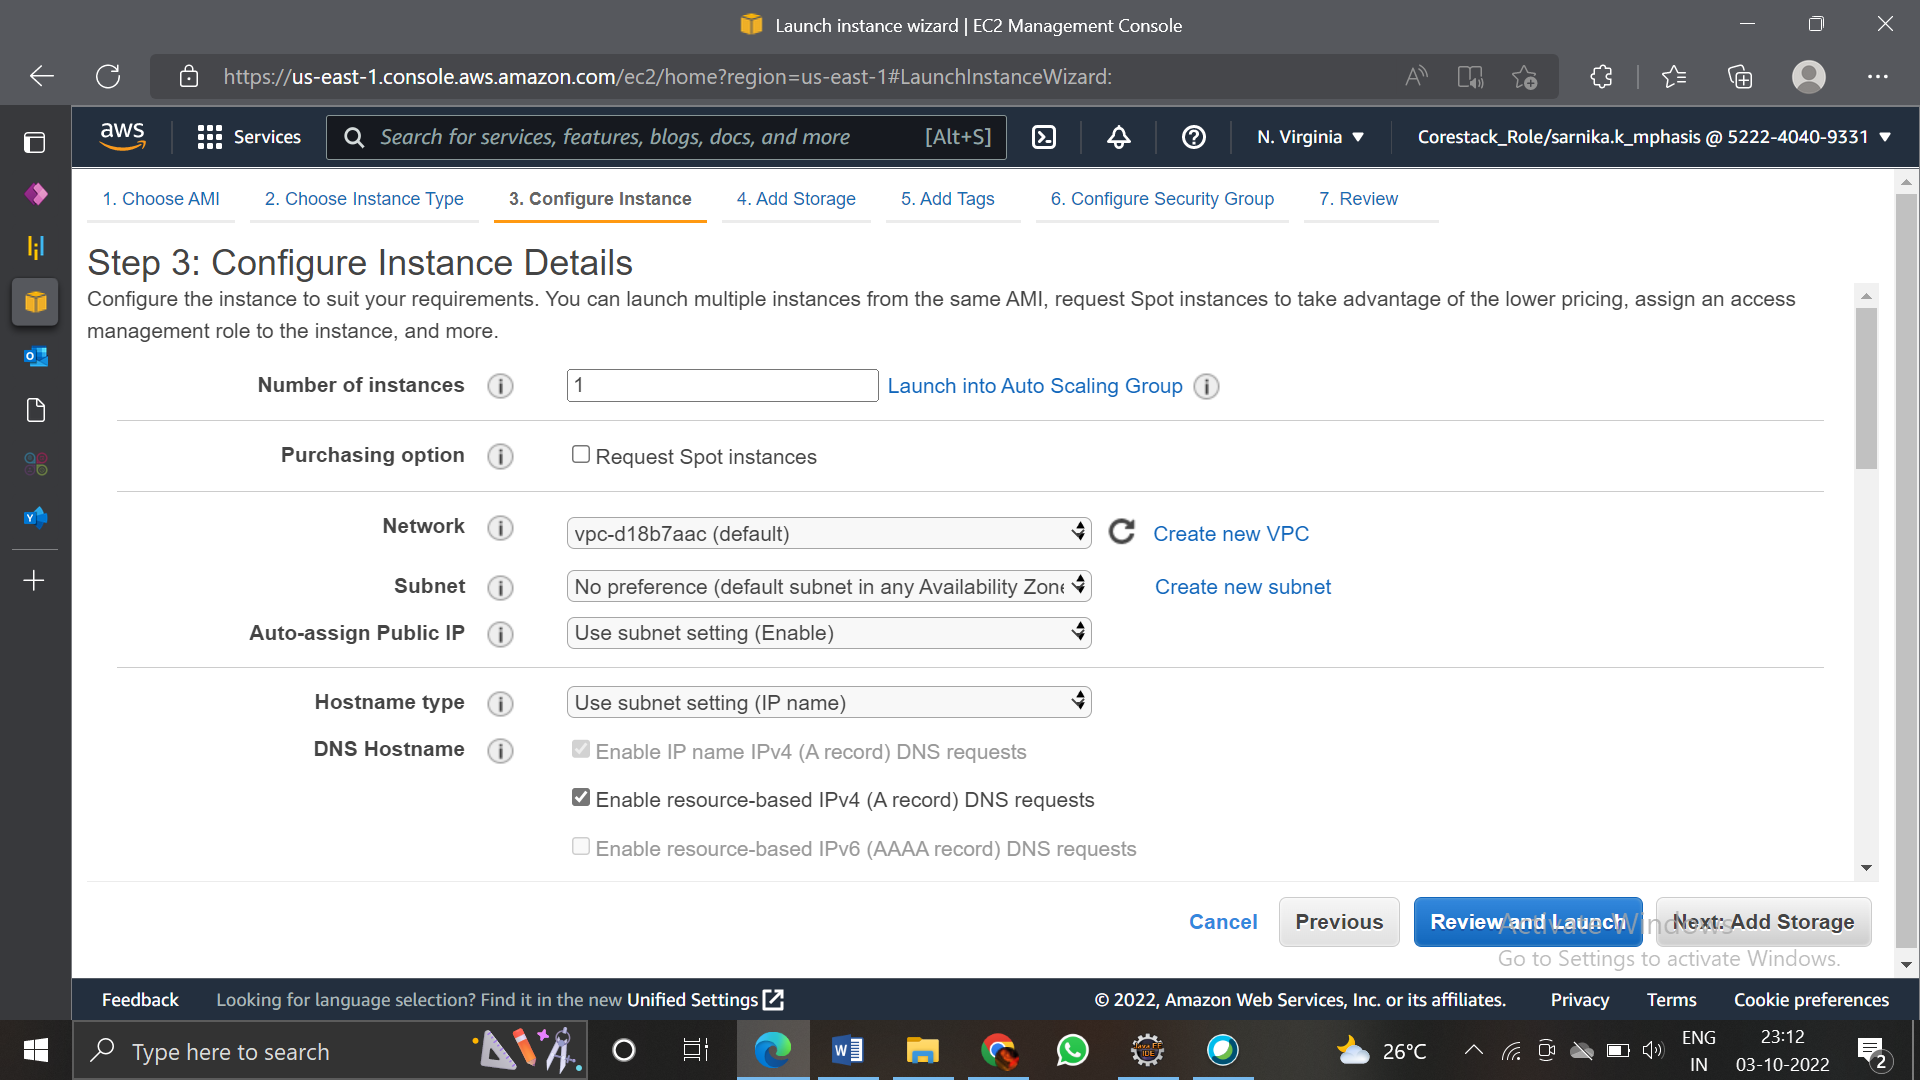 Launch instance wizard | EC2 Management Console
https://us-east-1.console.aws.amazon.com/ec2/home?region=us-east-1#LaunchInstanceWizard:
aws
Services
Search for services, features, blogs, docs, and more [Alt+S]
N. Virginia
Corestack_Role/sarnika.k_mphasis @ 5222-4040-9331
1. Choose AMI
2. Choose Instance Type
3. Configure Instance
4. Add Storage
5. Add Tags
6. Configure Security Group
7. Review
Step 3: Configure Instance Details
Configure the instance to suit your requirements. You can launch multiple instances from the same AMI, request Spot instances to take advantage of the lower pricing, assign an access
management role to the instance, and more.
Number of instances
1
Launch into Auto Scaling Group
Purchasing option
Request Spot instances
Network
vpc-d18b7aac (default)
Create new VPC
Subnet
No preference (default subnet in any Availability Zone
Create new subnet
Auto-assign Public IP
Use subnet setting (Enable)
Hostname type
Use subnet setting (IP name)
DNS Hostname
Enable IP name IPv4 (A record) DNS requests
Enable resource-based IPv4 (A record) DNS requests
Enable resource-based IPv6 (AAAA record) DNS requests
Cancel
Previous
Review and Launch
Next: Add Storage
Activate Windows
Go to Settings to activate Windows.
Feedback
Looking for language selection? Find it in the new Unified Settings
© 2022, Amazon Web Services, Inc. or its affiliates.
Privacy
Terms
Cookie preferences
Type here to search
26°C
ENG
IN
23:12
03-10-2022
2